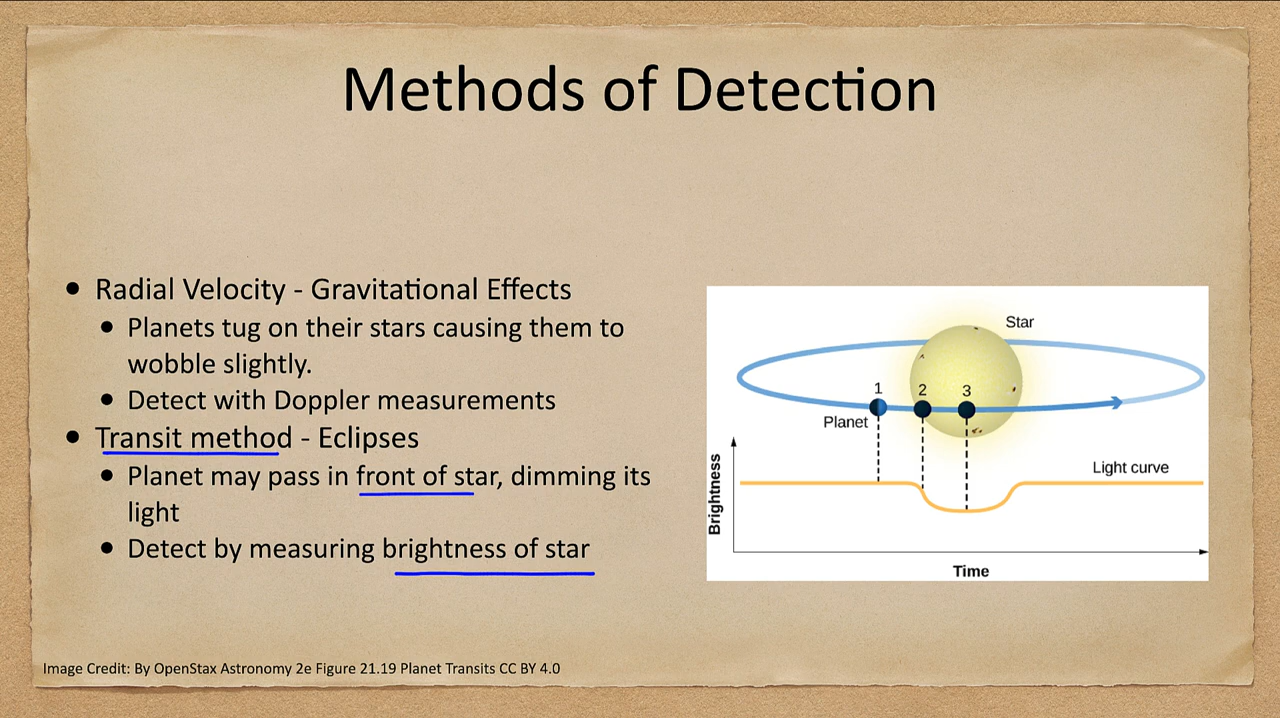 Methods of Detection
• Radial Velocity - Gravitational Effects
• Planets tug on their stars causing them to
wobble slightly.
• Detect with Doppler measurements
• Transit method - Eclipses
• Planet may pass in front of star, dimming its
light
• Detect by measuring brightness of star
Star
1 2 3
Planet
Light curve
Brightness
Time
Image Credit: By OpenStax Astronomy 2e Figure 21.19 Planet Transits CC BY 4.0